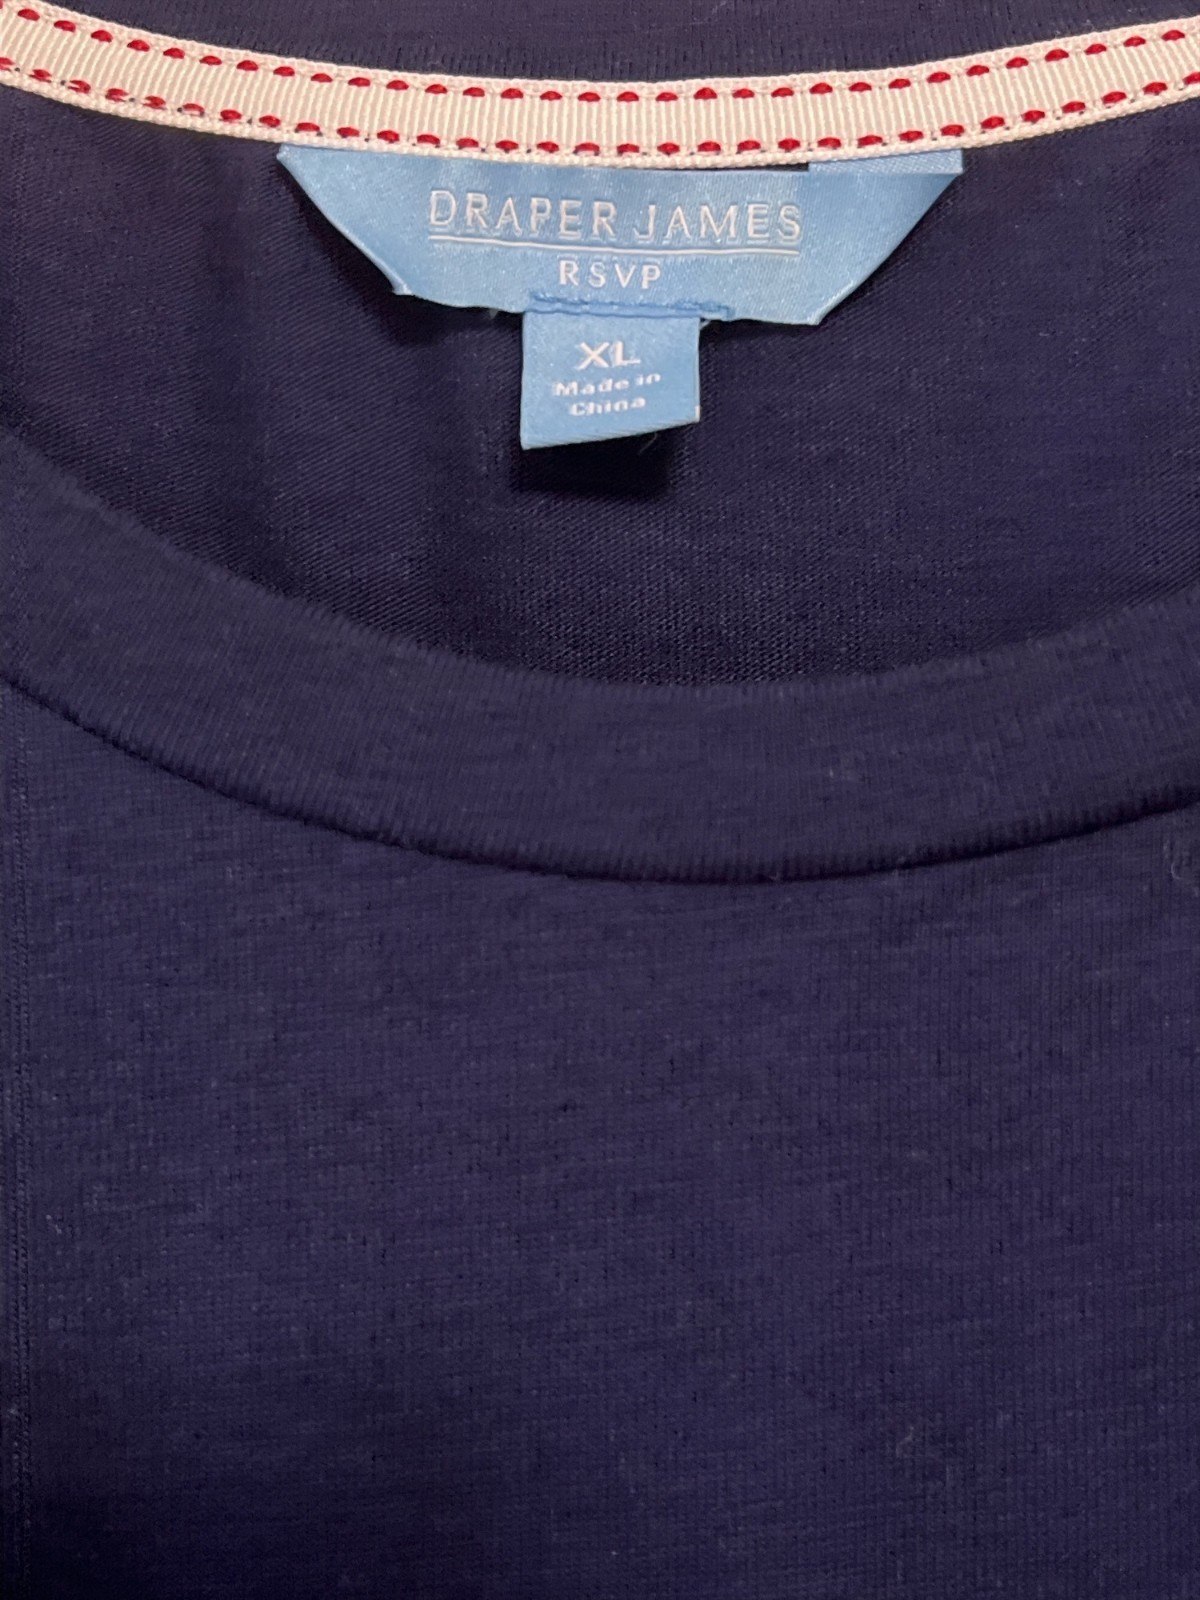 DRAPER JAMES
RSVP
XL
Made in
China